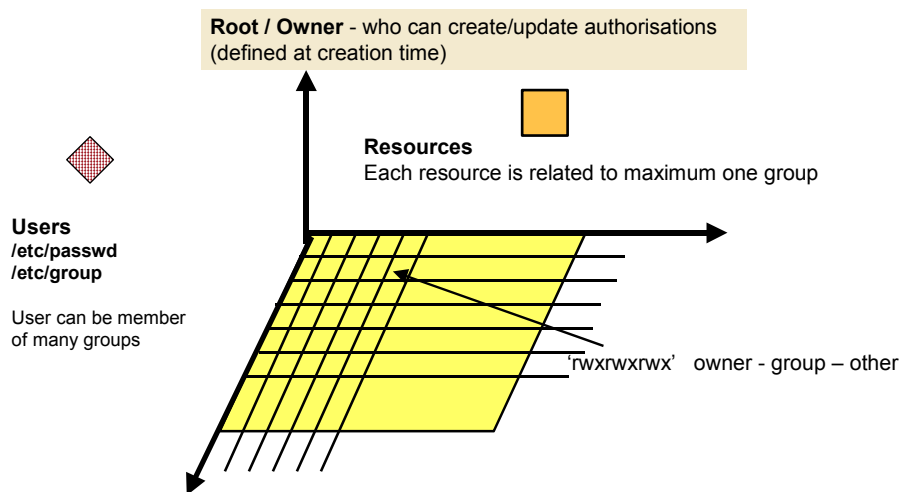 Root / Owner - who can create/update authorisations
(defined at creation time)
Resources
Each resource is related to maximum one group
Users
/etc/passwd
/etc/group
User can be member
of many groups
‘rwxrwxrwx’ owner - group – other